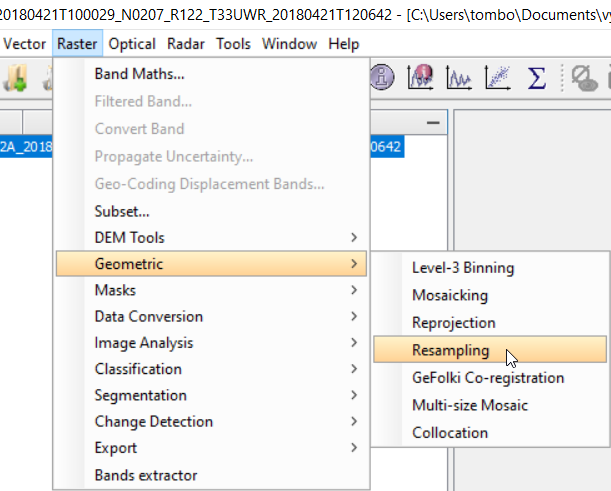 20180421T100029_N0207_R122_T33UWR_20180421T120642 - [C:\Users\tombo\Documents\vy
Vector Raster Optical Radar Tools Window Help
Band Maths...
Filtered Band...
Convert Band
2A_2018 0642
Propagate Uncertainty...
Geo-Coding Displacement Bands...
Subset...
DEM Tools
Geometric
Level-3 Binning
Masks
Mosaicking
Data Conversion
Reprojection
Image Analysis
Resampling
Classification
GeFolki Co-registration
Segmentation
Multi-size Mosaic
Change Detection
Collocation
Export
Bands extractor